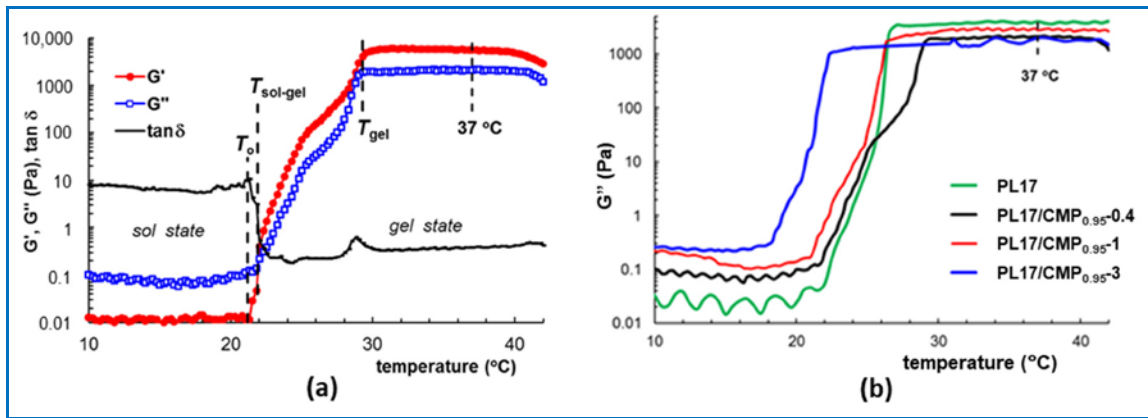 10,000
1000
100
10
1
0.1
0.01
G', G'' (Pa), tan δ
G'
G''
tan δ
To
Tsol-gel
Tgel
37 °C
sol state
gel state
10 20 30 40
temperature (°C)
(a)
1000
100
10
1
0.1
0.01
G’’ (Pa)
37 °C
PL17
PL17/CMP0.95-0.4
PL17/CMP0.95-1
PL17/CMP0.95-3
10 20 30 40
temperature (°C)
(b)